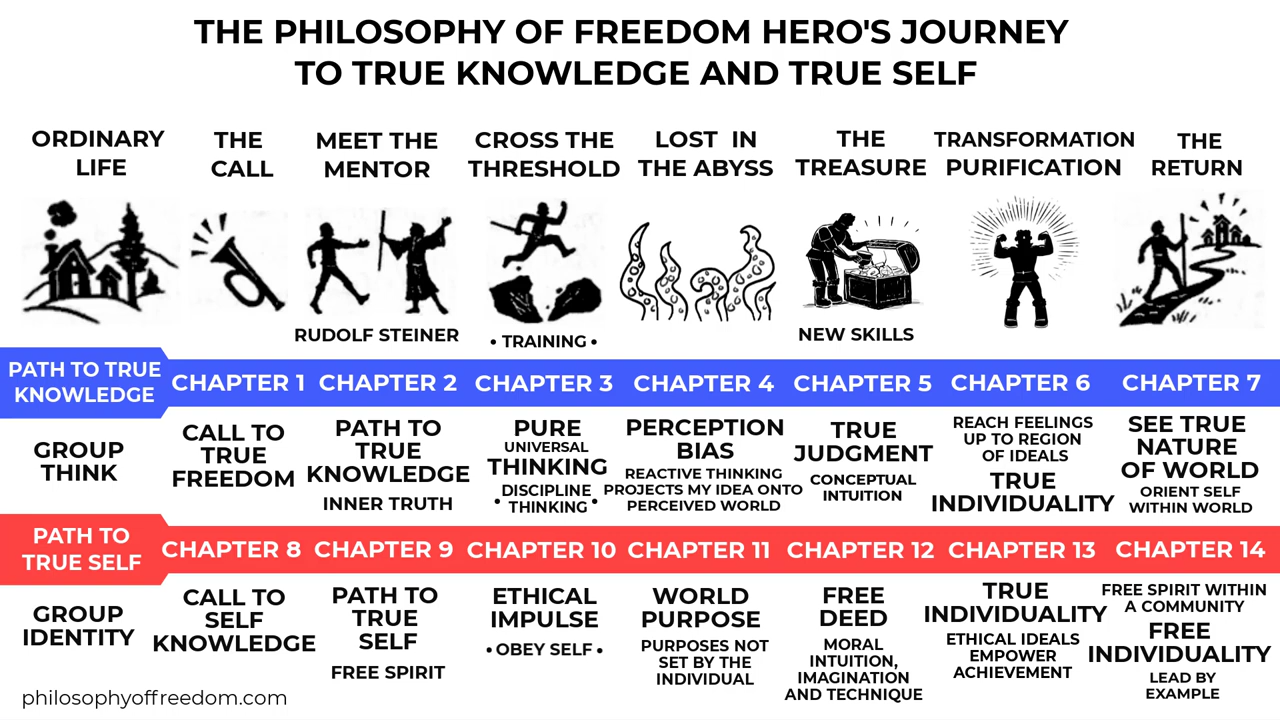 THE PHILOSOPHY OF FREEDOM HERO'S JOURNEY
TO TRUE KNOWLEDGE AND TRUE SELF
ORDINARY
LIFE
THE
CALL
MEET THE
MENTOR
CROSS THE
THRESHOLD
LOST IN
THE ABYSS
THE
TREASURE
TRANSFORMATION
PURIFICATION
THE
RETURN
RUDOLF STEINER
• TRAINING •
NEW SKILLS
PATH TO TRUE
KNOWLEDGE
CHAPTER 1
CHAPTER 2
CHAPTER 3
CHAPTER 4
CHAPTER 5
CHAPTER 6
CHAPTER 7
GROUP
THINK
CALL TO
TRUE
FREEDOM
PATH TO
TRUE
KNOWLEDGE
INNER TRUTH
PURE
UNIVERSAL
THINKING
• DISCIPLINE •
THINKING
PERCEPTION
BIAS
REACTIVE THINKING
PROJECTS MY IDEA ONTO
PERCEIVED WORLD
TRUE
JUDGMENT
CONCEPTUAL
INTUITION
REACH FEELINGS
UP TO REGION
OF IDEALS
TRUE
INDIVIDUALITY
SEE TRUE
NATURE
OF WORLD
ORIENT SELF
WITHIN WORLD
PATH TO
TRUE SELF
CHAPTER 8
CHAPTER 9
CHAPTER 10
CHAPTER 11
CHAPTER 12
CHAPTER 13
CHAPTER 14
GROUP
IDENTITY
CALL TO
SELF
KNOWLEDGE
PATH TO
TRUE
SELF
FREE SPIRIT
ETHICAL
IMPULSE
• OBEY SELF •
WORLD
PURPOSE
PURPOSES NOT
SET BY THE
INDIVIDUAL
FREE
DEED
MORAL
INTUITION,
IMAGINATION
AND TECHNIQUE
TRUE
INDIVIDUALITY
ETHICAL IDEALS
EMPOWER
ACHIEVEMENT
FREE SPIRIT WITHIN
A COMMUNITY
FREE
INDIVIDUALITY
LEAD BY
EXAMPLE
philosophyoffreedom.com